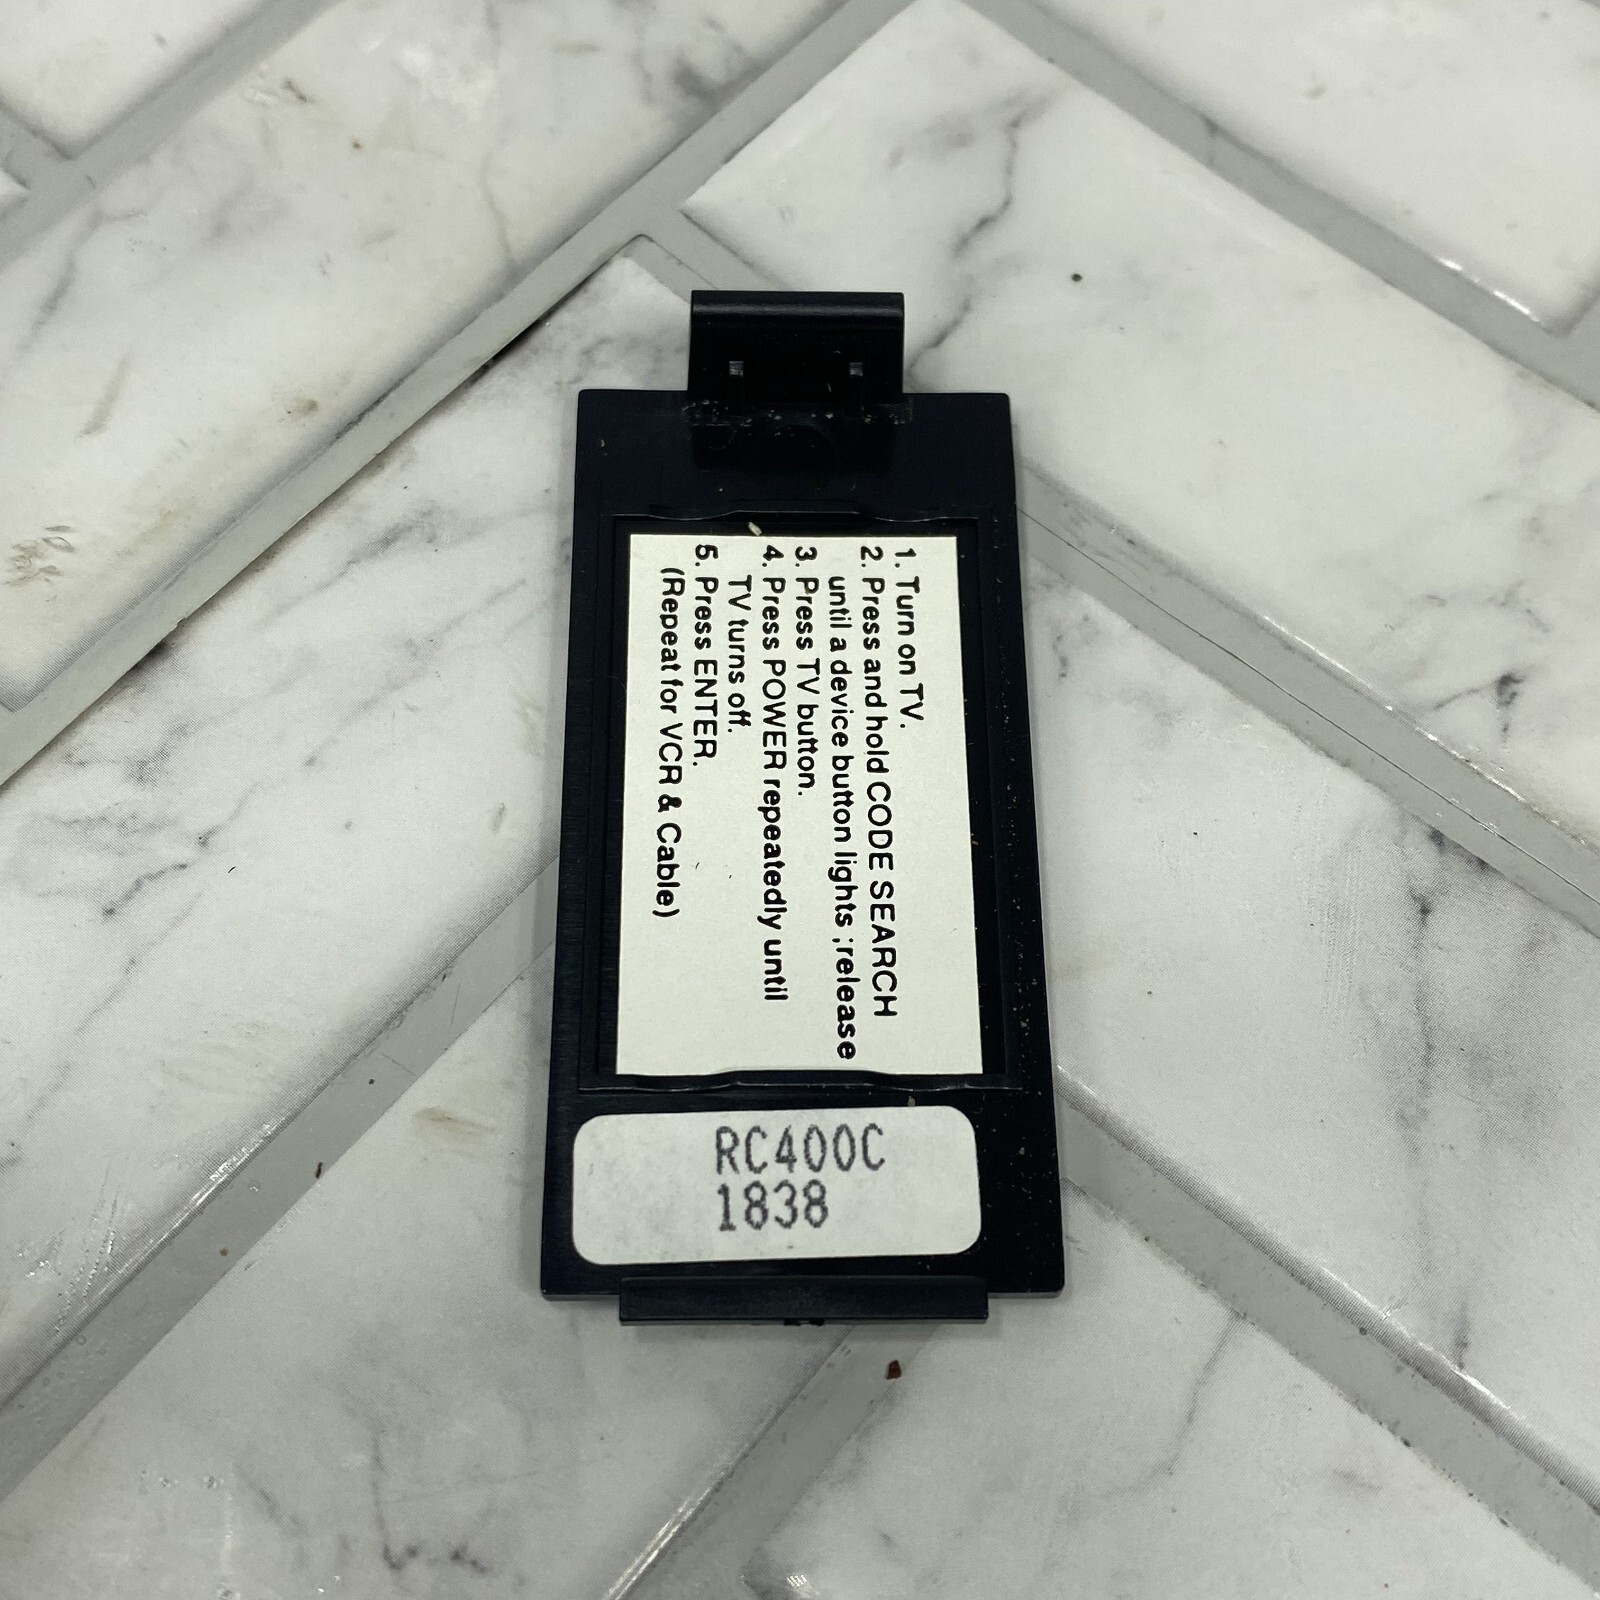 1. Turn on TV.
2. Press and hold CODE SEARCH
until a device button lights ;release
3. Press TV button.
4. Press POWER repeatedly until
TV turns off.
5. Press ENTER.
(Repeat for VCR & Cable)
RC400C
1838